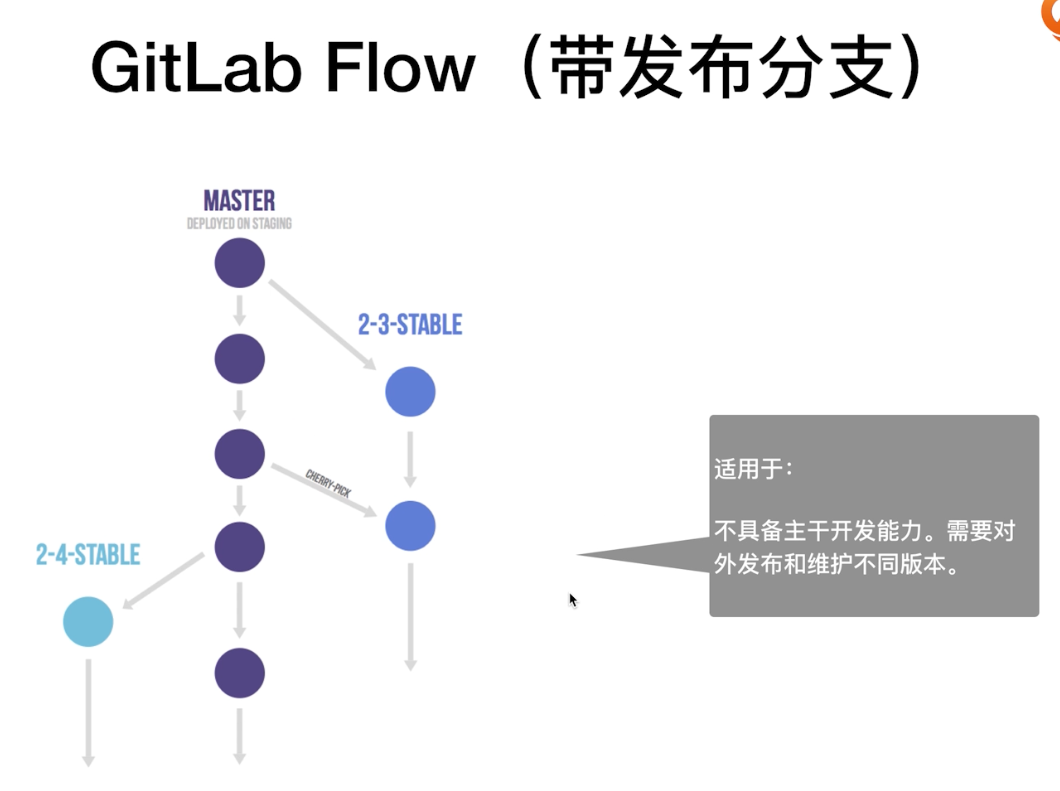 GitLab Flow（带发布分支）
MASTER
DEPLOYED ON STAGING
2-3-STABLE
CHERRY-PICK
2-4-STABLE
适用于：
不具备主干开发能力。需要对
外发布和维护不同版本。